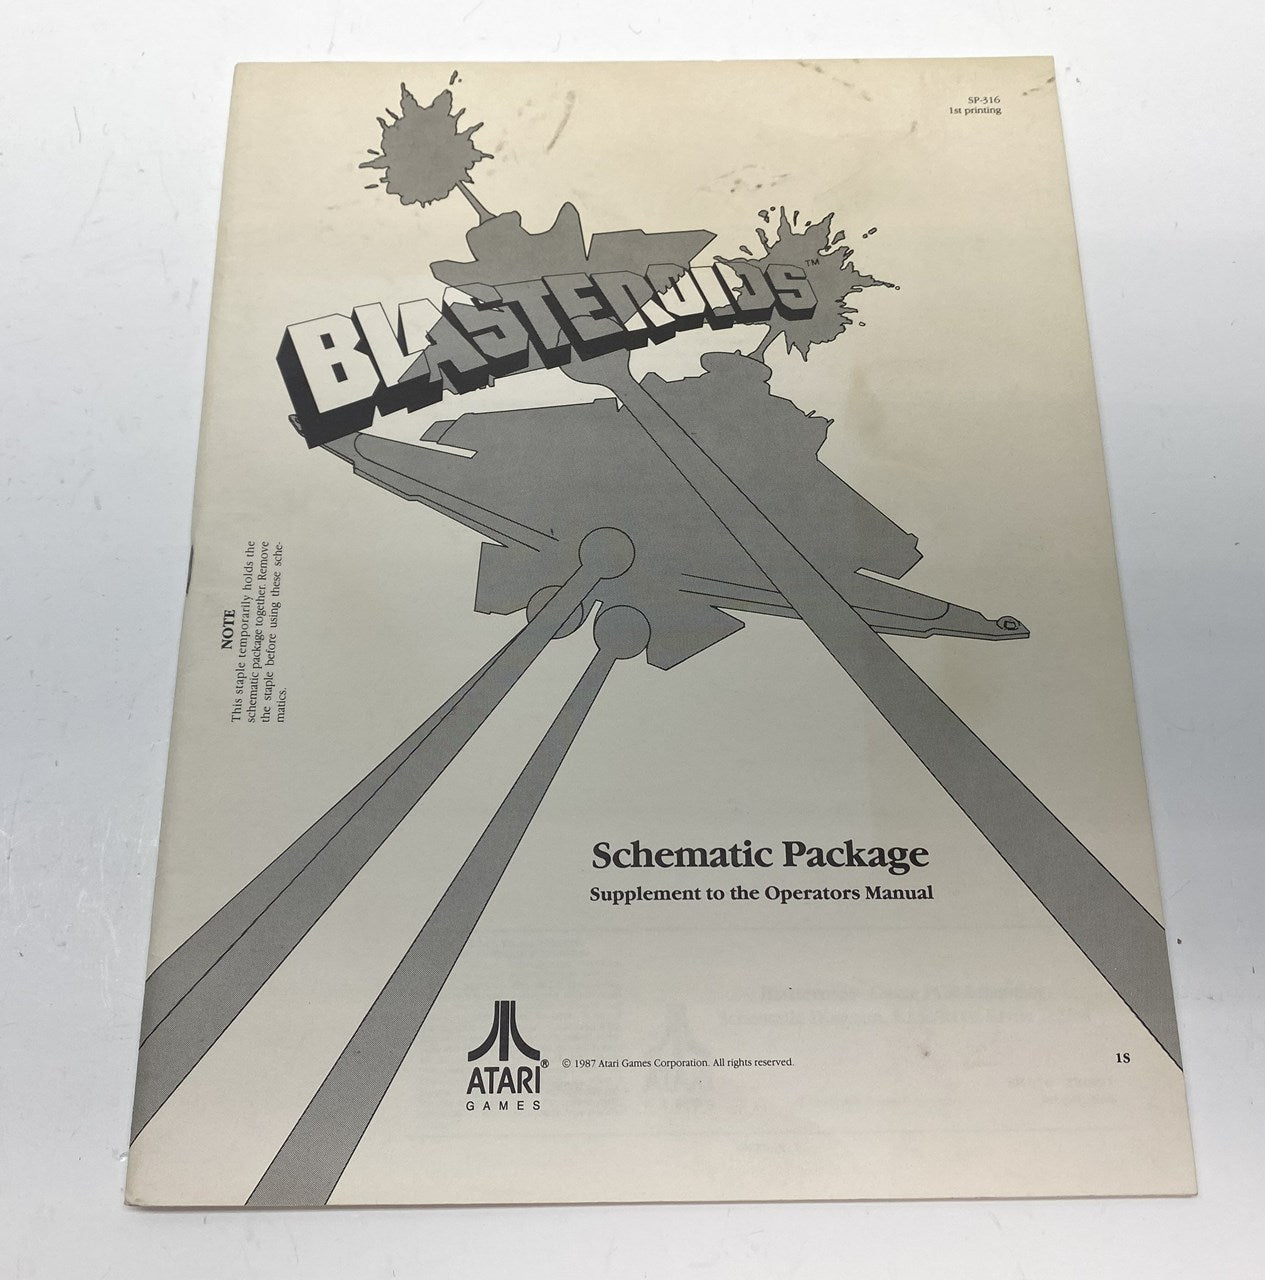 SP-316
1st printing
BLASTEROIDS™
NOTE
This staple temporarily holds the
schematic package together. Remove
the staple before using these sche-
matics.
Schematic Package
Supplement to the Operators Manual
ATARI®
GAMES
© 1987 Atari Games Corporation. All rights reserved.
1S